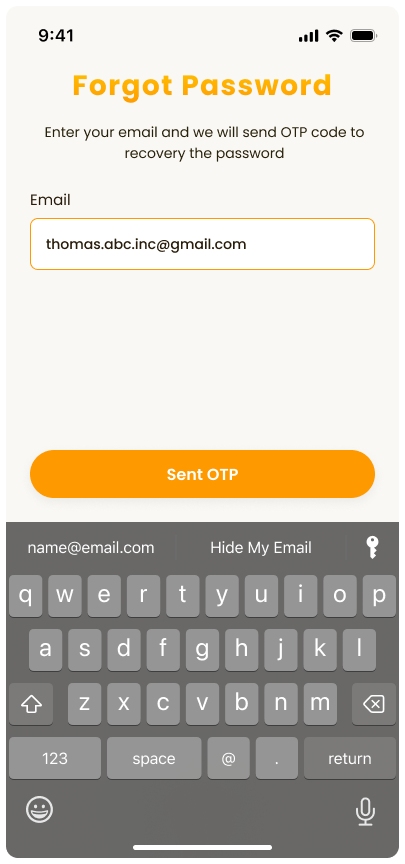 9:41
Forgot Password
Enter your email and we will send OTP code to
recovery the password
Email
thomas.abc.inc@gmail.com
Sent OTP
name@email.com Hide My Email
q w e r t y u i o p
a s d f g h j k l
z x c v b n m
123 space @ . return